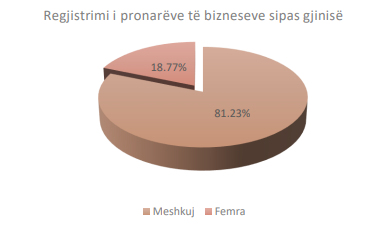 Regjistrimi i pronarëve të bizneseve sipas gjinisë
18.77%
81.23%
Meshkuj Femra